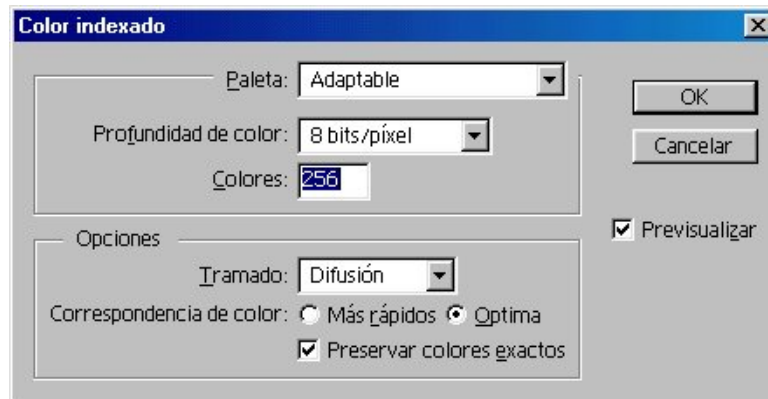 Color indexado
Paleta: Adaptable
OK
Profundidad de color: 8 bits/píxel
Cancelar
Colores: 256
Previsualizar
Opciones
Tramado: Difusión
Correspondencia de color: Más rápidos Optima
Preservar colores exactos